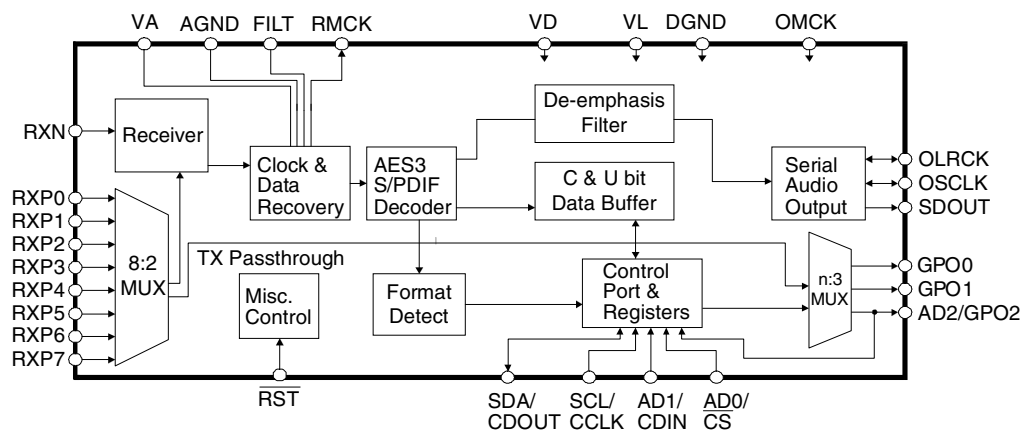 VA AGND FILT RMCK VD VL DGND OMCK
RXN
Receiver
Clock &
Data
Recovery
AES3
S/PDIF
Decoder
De-emphasis
Filter
C & U bit
Data Buffer
Serial
Audio
Output
OLRCK
OSCLK
SDOUT
RXP0
RXP1
RXP2
RXP3
RXP4
RXP5
RXP6
RXP7
8:2
MUX
TX Passthrough
Misc.
Control
Format
Detect
Control
Port &
Registers
n:3
MUX
GPO0
GPO1
AD2/GPO2
RST
SDA/
CDOUT
SCL/
CCLK
AD1/
CDIN
AD0/
CS